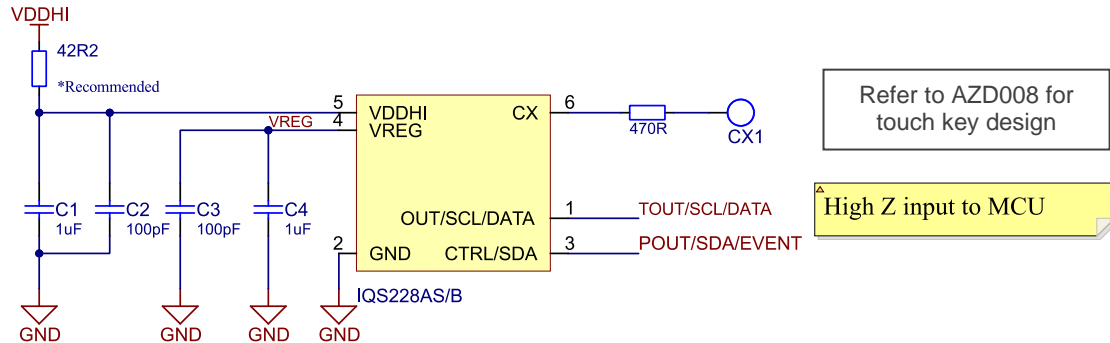 VDDHI
42R2
*Recommended
5
VDDHI
CX
6
VREG
4
VREG
470R
CX1
Refer to AZD008 for
touch key design
C1
1uF
C2
100pF
C3
100pF
C4
1uF
OUT/SCL/DATA
1
TOUT/SCL/DATA
High Z input to MCU
2
GND
CTRL/SDA
3
POUT/SDA/EVENT
IQS228AS/B
GND
GND
GND
GND